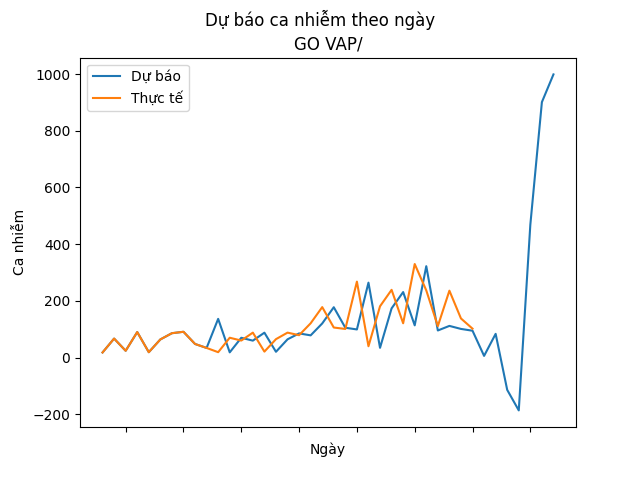 Dự báo ca nhiễm theo ngày
GO VAP/
Dự báo
Thực tế
1000
800
600
400
200
0
−200
Ca nhiễm
Ngày